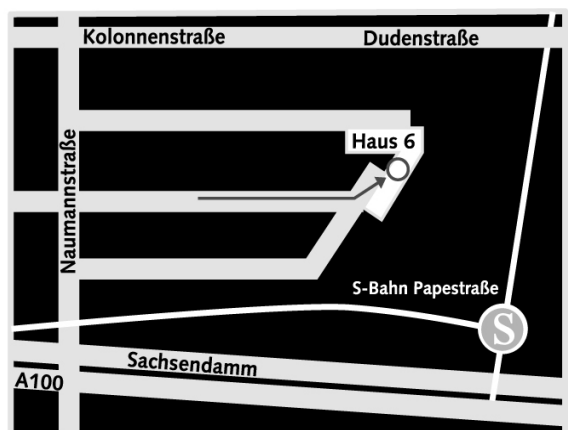 Kolonnenstraße
Dudenstraße
Haus 6
Naumannstraße
S-Bahn Papestraße
S
Sachsendamm
A100